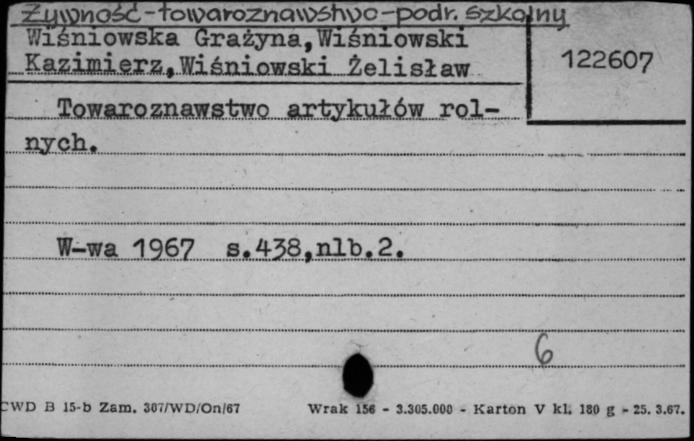 Żywność-towaroznawstwo-podr. szkolny
Wiśniowska Grażyna,Wiśniowski
Kazimierz,Wiśniowski Żelisław
122607
Towaroznawstwo artykułów rol-
nych.
W-wa 1967 s.438,nlb.2.
6
CWD B 15-b Zam. 307/WD/On/67 Wrak 156 - 3.305.000 - Karton V kl. 180 g - 25. 3.67.